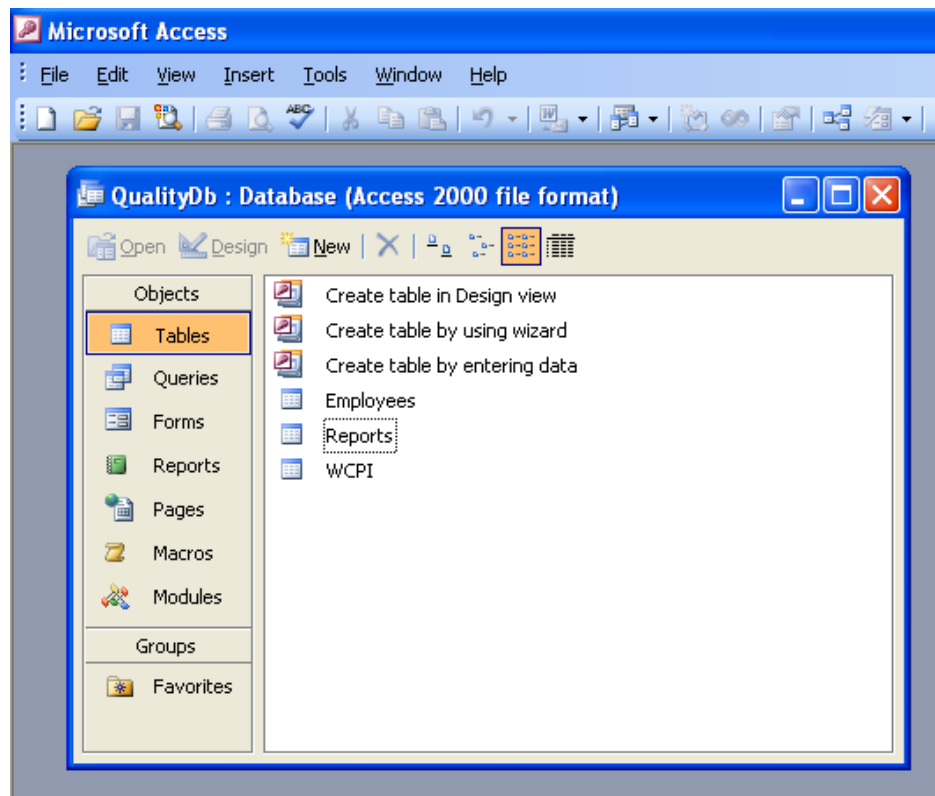 Microsoft Access
File Edit View Insert Tools Window Help
ABC W
QualityDb : Database (Access 2000 file format)
Open Design New
Objects
Tables
Queries
Forms
Reports
Pages
Macros
Modules
Groups
Favorites
Create table in Design view
Create table by using wizard
Create table by entering data
Employees
Reports
WCPI